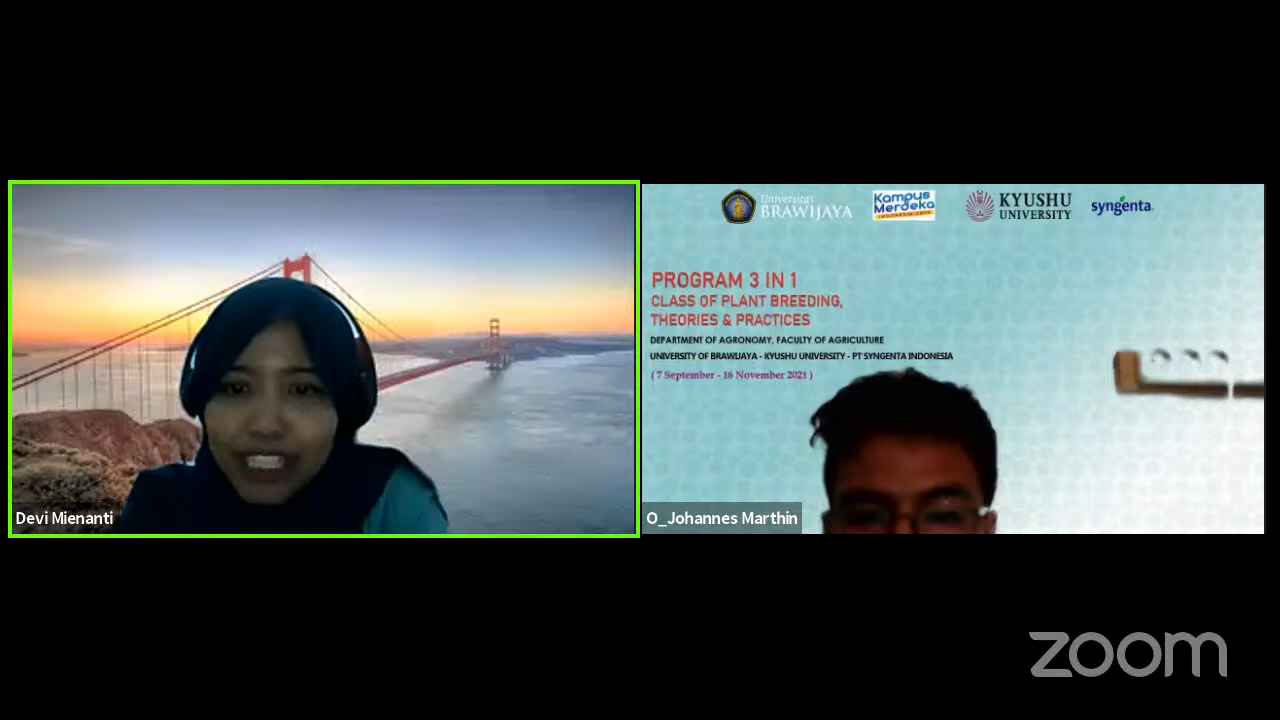 Devi Mienanti
Universitas
BRAWIJAYA
Kampus
Merdeka
INDONESIA JAYA
KYUSHU
UNIVERSITY
syngenta
PROGRAM 3 IN 1
CLASS OF PLANT BREEDING,
THEORIES & PRACTICES
DEPARTMENT OF AGRONOMY, FACULTY OF AGRICULTURE
UNIVERSITY OF BRAWIJAYA - KYUSHU UNIVERSITY - PT SYNGENTA INDONESIA
( 7 September - 16 November 2021 )
O_Johannes Marthin
zoom